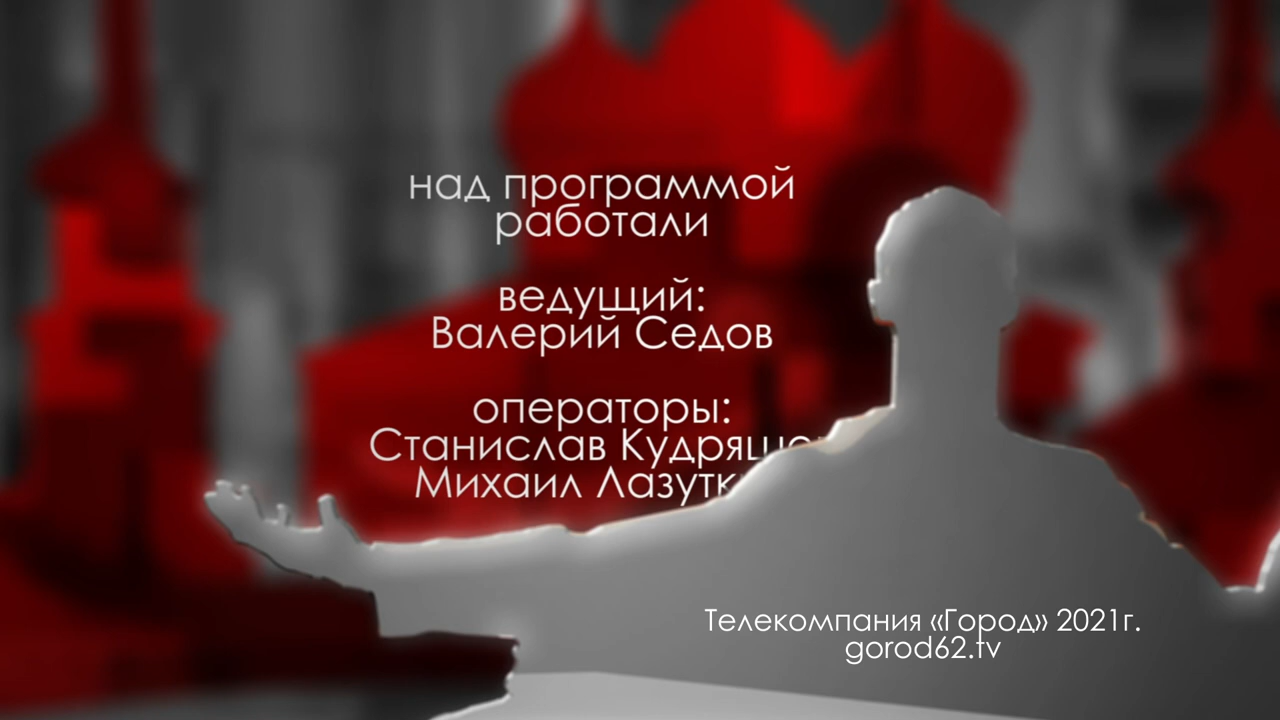 над программой
работали
ведущий:
Валерий Седов
операторы:
Станислав
Михаил
Телекомпания «Город» 2021г.
gorod62.tv